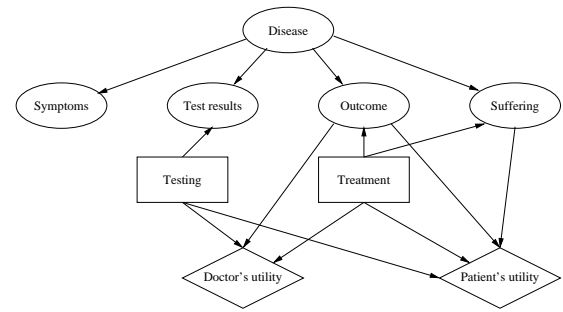 Disease
Symptoms
Test results
Outcome
Suffering
Testing
Treatment
Doctor's utility
Patient's utility